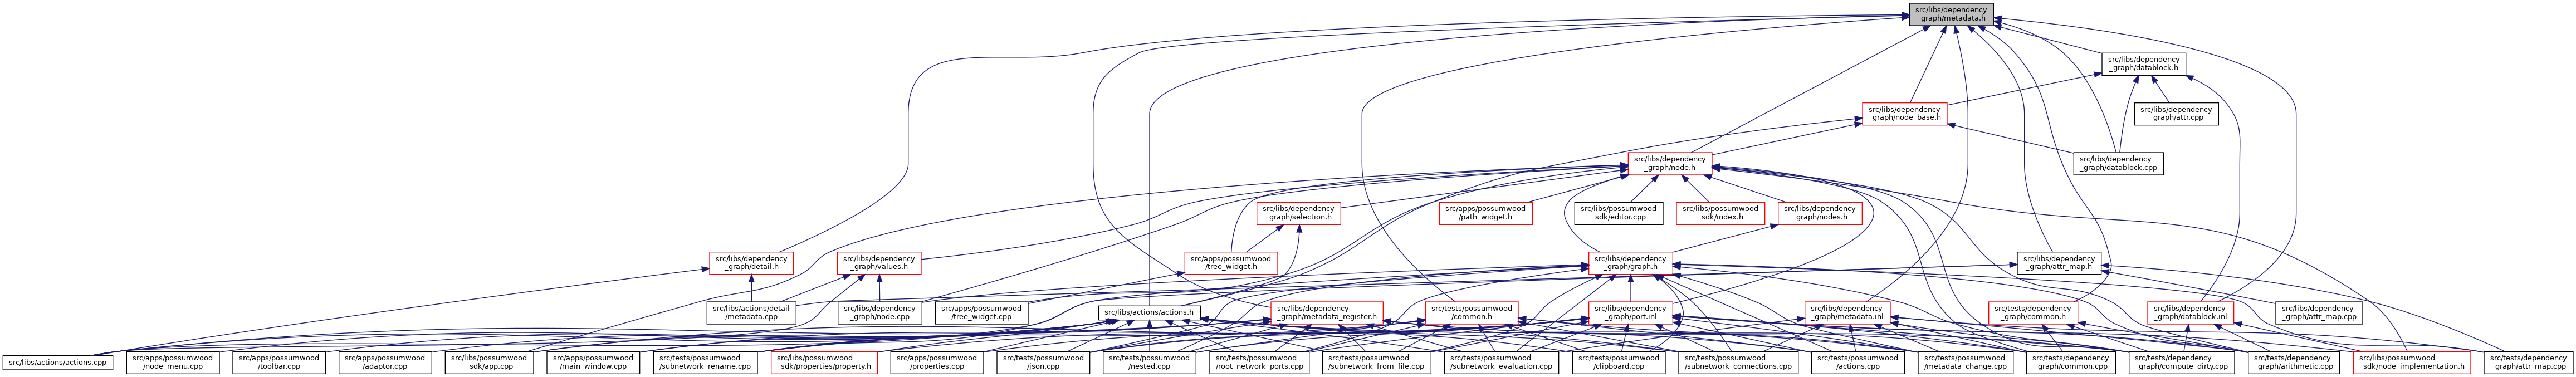 src/libs/dependency
_graph/metadata.h
src/libs/dependency
_graph/datablock.h
src/libs/dependency
_graph/node_base.h
src/libs/dependency
_graph/attr.cpp
src/libs/dependency
_graph/node.h
src/libs/dependency
_graph/datablock.cpp
src/libs/dependency
_graph/selection.h
src/apps/possumwood
/path_widget.h
src/libs/possumwood
_sdk/editor.cpp
src/libs/possumwood
_sdk/index.h
src/libs/dependency
_graph/nodes.h
src/libs/dependency
_graph/detail.h
src/libs/dependency
_graph/values.h
src/apps/possumwood
/tree_widget.h
src/libs/dependency
_graph/graph.h
src/libs/dependency
_graph/attr_map.h
src/libs/actions/detail
/metadata.cpp
src/libs/dependency
_graph/node.cpp
src/apps/possumwood
/tree_widget.cpp
src/libs/actions/actions.h
src/libs/dependency
_graph/metadata_register.h
src/tests/possumwood
/common.h
src/libs/dependency
_graph/port.inl
src/libs/dependency
_graph/metadata.inl
src/tests/dependency
_graph/common.h
src/libs/dependency
_graph/datablock.inl
src/libs/dependency
_graph/attr_map.cpp
src/libs/actions/actions.cpp
src/apps/possumwood
/node_menu.cpp
src/apps/possumwood
/toolbar.cpp
src/apps/possumwood
/adaptor.cpp
src/libs/possumwood
_sdk/app.cpp
src/apps/possumwood
/main_window.cpp
src/tests/possumwood
/subnetwork_rename.cpp
src/libs/possumwood
_sdk/properties/property.h
src/apps/possumwood
/properties.cpp
src/tests/possumwood
/json.cpp
src/tests/possumwood
/nested.cpp
src/tests/possumwood
/root_network_ports.cpp
src/tests/possumwood
/subnetwork_from_file.cpp
src/tests/possumwood
/subnetwork_evaluation.cpp
src/tests/possumwood
/clipboard.cpp
src/tests/possumwood
/subnetwork_connections.cpp
src/tests/possumwood
/actions.cpp
src/tests/possumwood
/metadata_change.cpp
src/tests/dependency
_graph/common.cpp
src/tests/dependency
_graph/compute_dirty.cpp
src/tests/dependency
_graph/arithmetic.cpp
src/libs/possumwood
_sdk/node_implementation.h
src/tests/dependency
_graph/attr_map.cpp